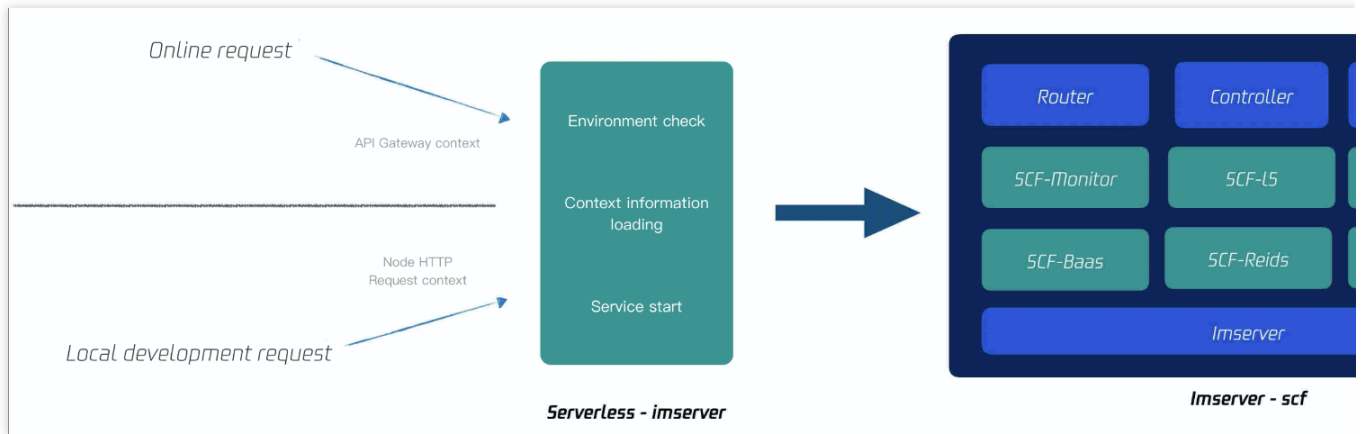 Online request
API Gateway context
Node HTTP
Request context
Local development request
Environment check
Context information
loading
Service start
Serverless - imserver
Router
Controller
SCF-Monitor
SCF-l5
SCF-Baas
SCF-Reids
Imserver
Imserver - scf